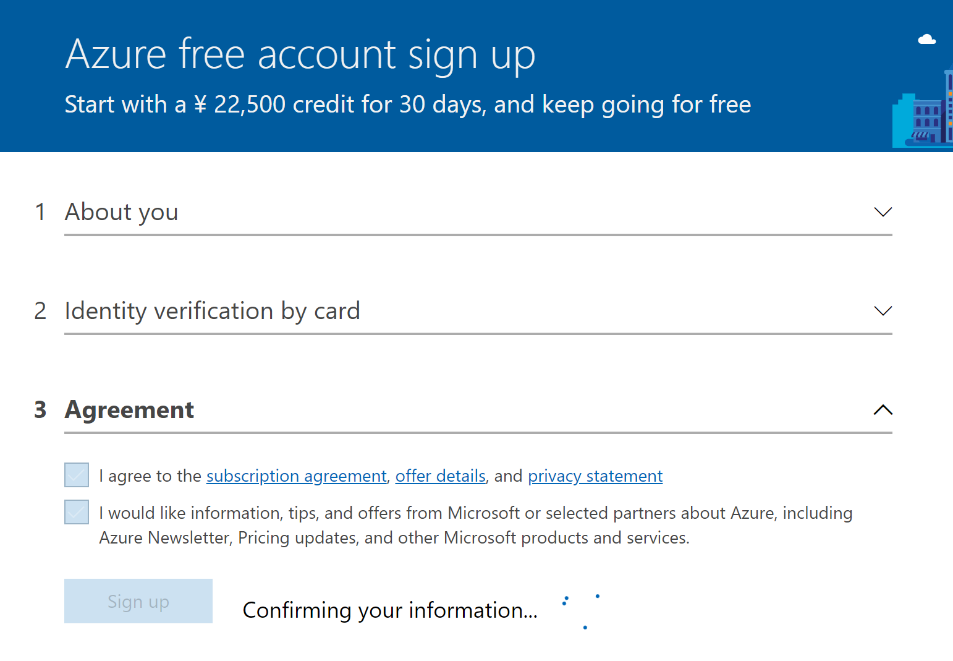 Azure free account sign up
Start with a ¥ 22,500 credit for 30 days, and keep going for free
1 About you
2 Identity verification by card
3 Agreement
I agree to the subscription agreement, offer details, and privacy statement
I would like information, tips, and offers from Microsoft or selected partners about Azure, including
Azure Newsletter, Pricing updates, and other Microsoft products and services.
Sign up Confirming your information...